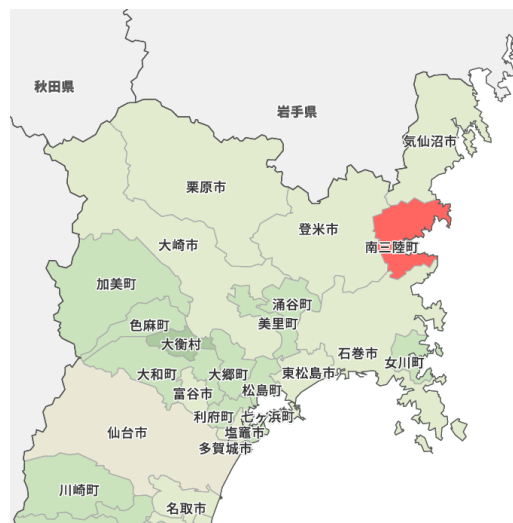 秋田県
岩手県
気仙沼市
栗原市
登米市
大崎市
南三陸町
加美町
涌谷町
色麻町
美里町
大衡村
石巻市
女川町
大和町
大郷町
東松島市
富谷市
松島町
利府町
七ヶ浜町
仙台市
塩竈市
多賀城市
川崎町
名取市